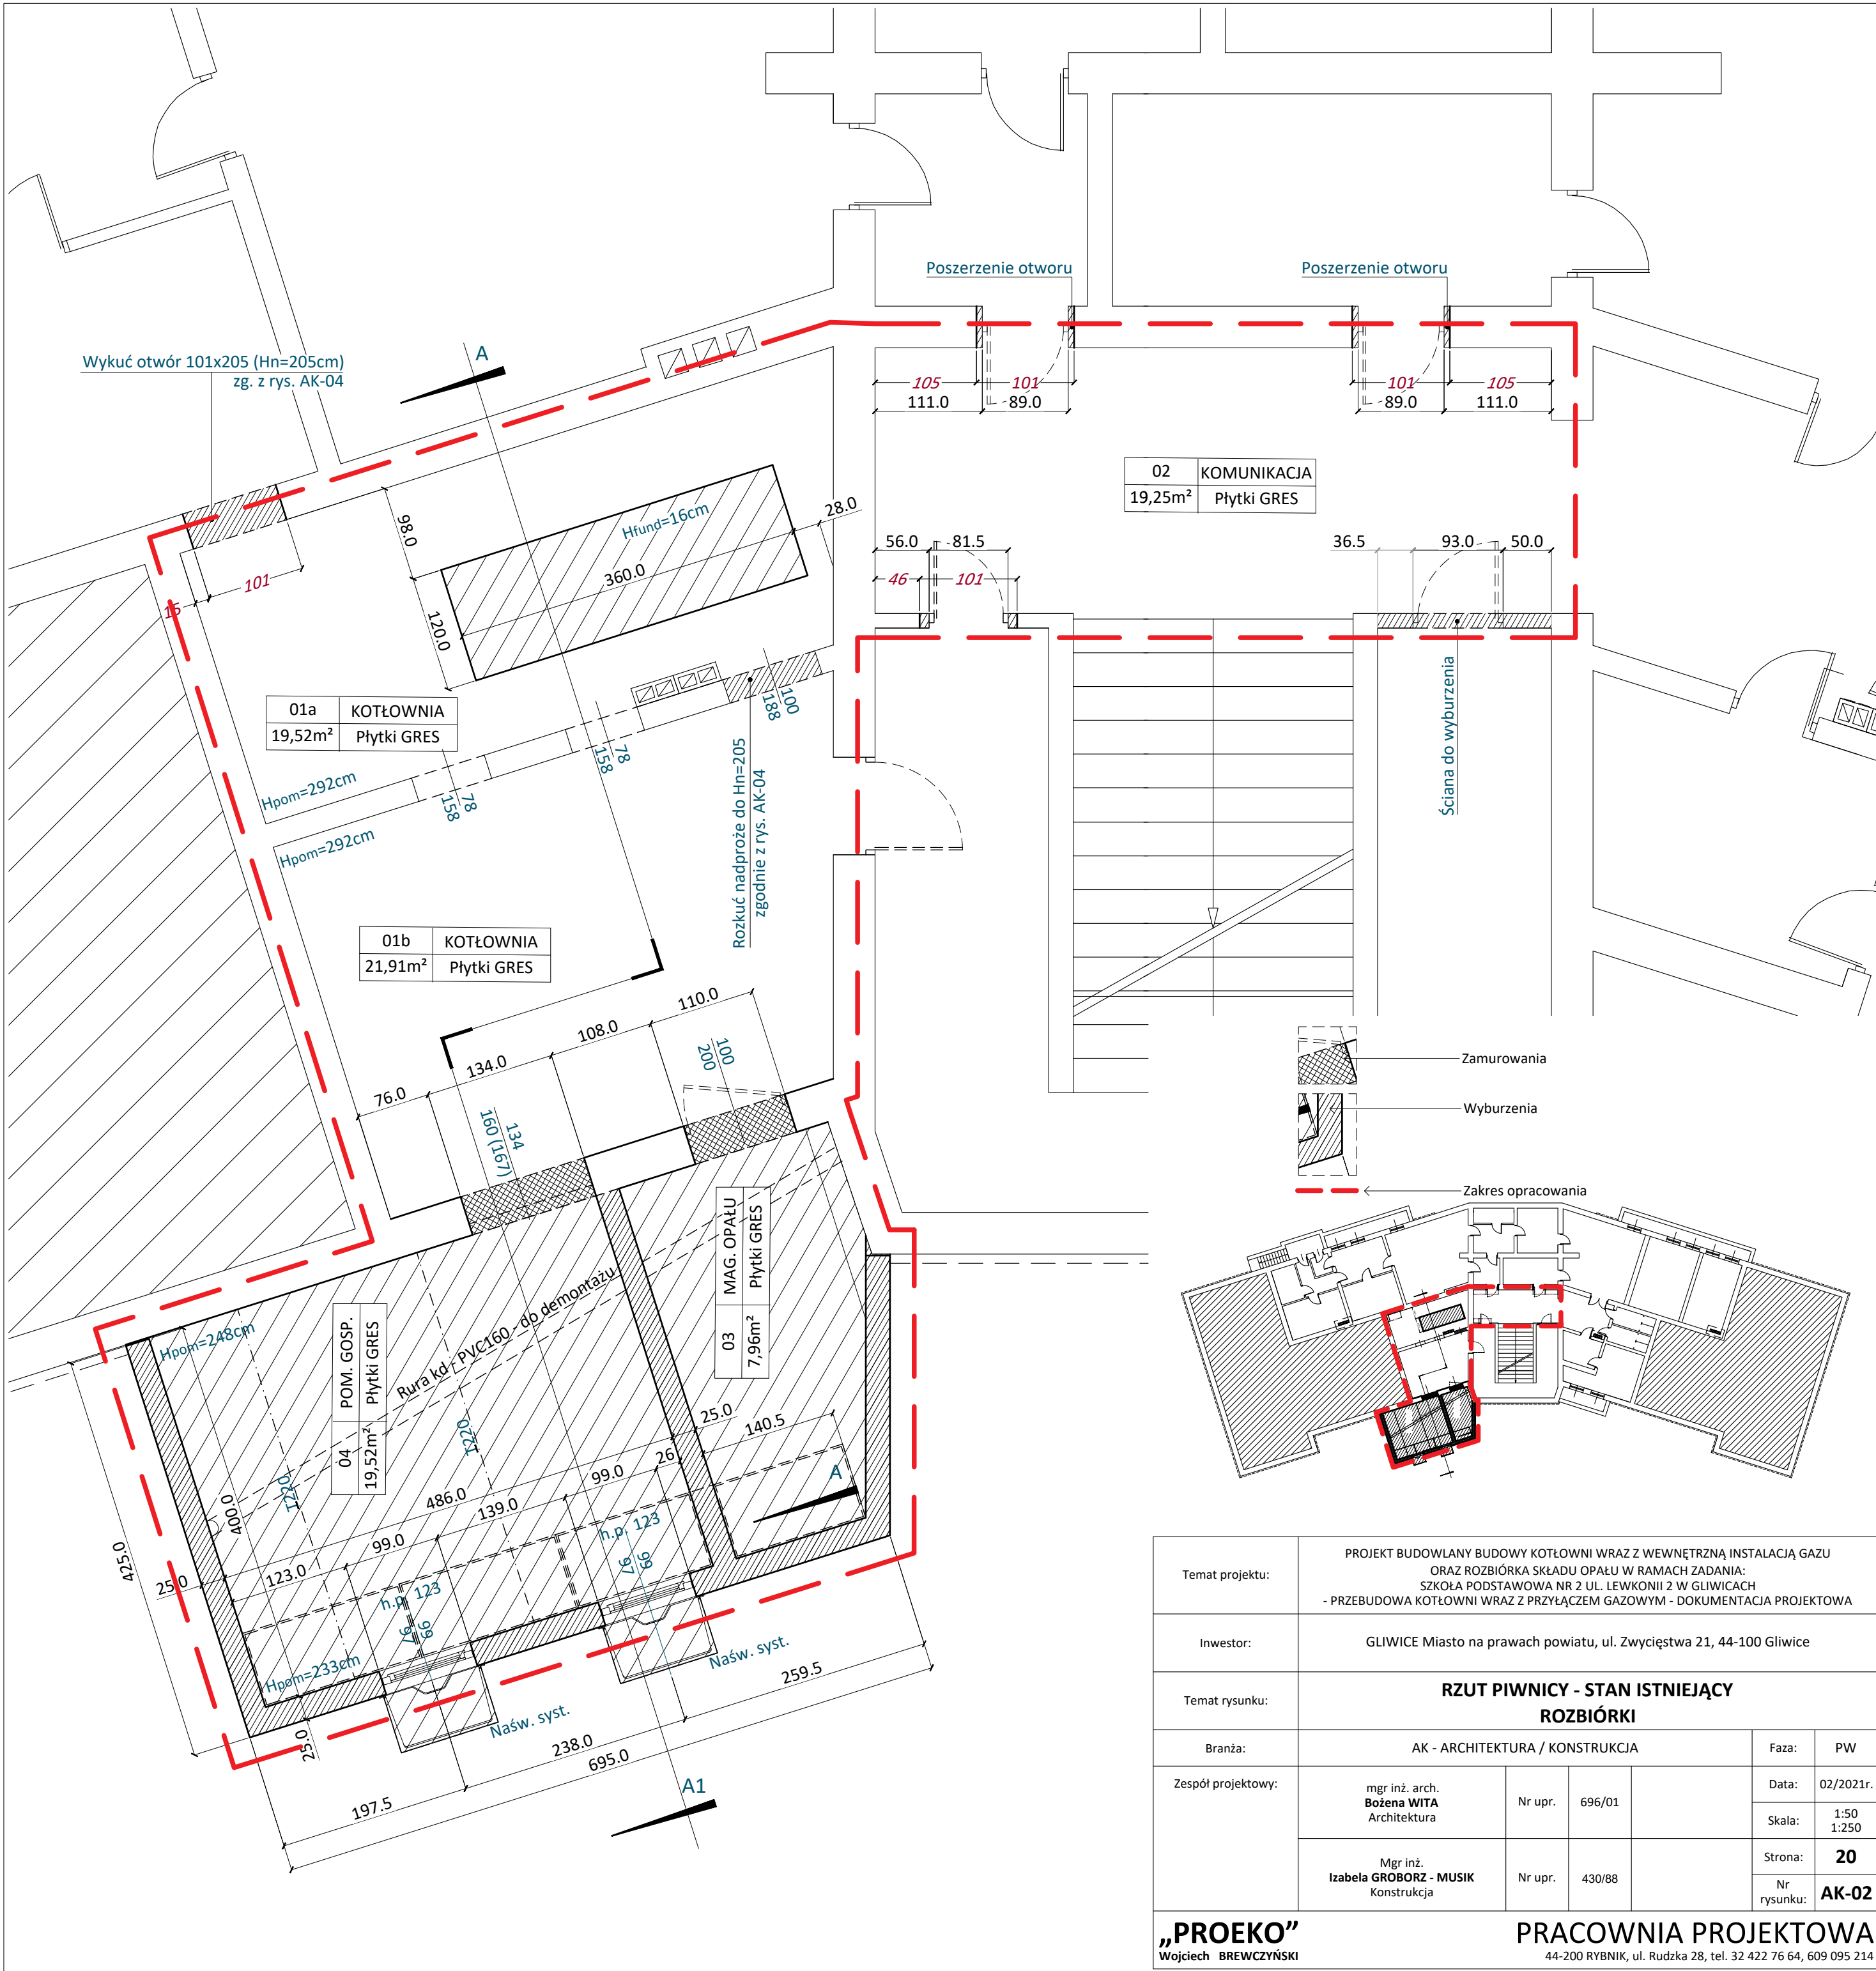 Poszerzenie otworu
Poszerzenie otworu
Wykuć otwór 101x205 (Hn=205cm)
zg. z rys. AK-04
A
105
101
111.0
89.0
101
105
89.0
111.0
02 KOMUNIKACJA
19,25m² Płytki GRES
98.0
Hfund=16cm
28.0
360.0
120.0
15
101
56.0
81.5
46
101
36.5
93.0
50.0
Ściana do wyburzenia
01a KOTŁOWNIA
19,52m² Płytki GRES
100
188
78
158
78
158
Hpom=292cm
Hpom=292cm
Rozkuć nadproże do Hn=205
zgodnie z rys. AK-04
01b KOTŁOWNIA
21,91m² Płytki GRES
76.0
134.0
108.0
110.0
100
200
134
160 (167)
Zamurowania
Wyburzenia
Zakres opracowania
03 MAG. OPAŁU
7,96m² Płytki GRES
04 POM. GOSP.
19,52m² Płytki GRES
Hpom=248cm
Rura kd - PVC160 - do demontażu
I220
I220
25.0
140.5
26
99.0
486.0
139.0
99.0
123.0
25.0
400.0
425.0
A
h.p. 123
99
97
h.p. 123
99
97
Hpom=233cm
25.0
Naśw. syst.
Naśw. syst.
259.5
238.0
695.0
197.5
A1
Temat projektu:
PROJEKT BUDOWLANY BUDOWY KOTŁOWNI WRAZ Z WEWNĘTRZNĄ INSTALACJĄ GAZU
ORAZ ROZBIÓRKA SKŁADU OPAŁU W RAMACH ZADANIA:
SZKOŁA PODSTAWOWA NR 2 UL. LEWKONII 2 W GLIWICACH
- PRZEBUDOWA KOTŁOWNI WRAZ Z PRZYŁĄCZEM GAZOWYM - DOKUMENTACJA PROJEKTOWA
Inwestor: GLIWICE Miasto na prawach powiatu, ul. Zwycięstwa 21, 44-100 Gliwice
Temat rysunku:
RZUT PIWNICY - STAN ISTNIEJĄCY
ROZBIÓRKI
Branża: AK - ARCHITEKTURA / KONSTRUKCJA Faza: PW
Zespół projektowy:
mgr inż. arch.
Bożena WITA
Architektura
Nr upr. 696/01
Data: 02/2021r.
Skala: 1:50
1:250
Mgr inż.
Izabela GROBORZ - MUSIK
Konstrukcja
Nr upr. 430/88
Strona: 20
Nr
rysunku: AK-02
„PROEKO”
Wojciech BREWCZYŃSKI
PRACOWNIA PROJEKTOWA
44-200 RYBNIK, ul. Rudzka 28, tel. 32 422 76 64, 609 095 214